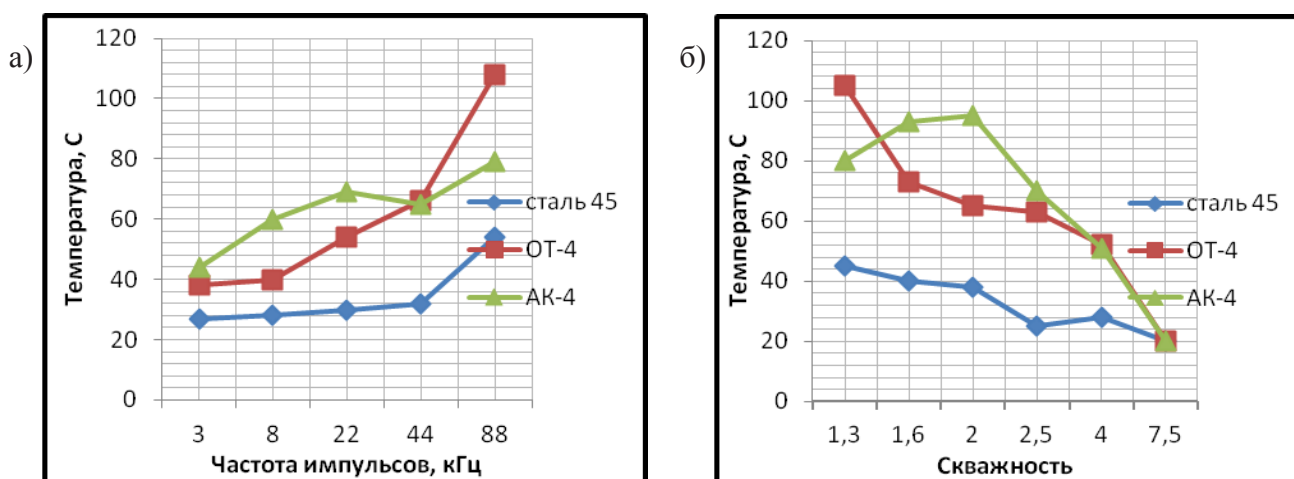 а)
Температура, С
120
100
80
60
40
20
0
3 8 22 44 88
Частота импульсов, кГц
сталь 45
ОТ-4
АК-4
б)
Температура, С
120
100
80
60
40
20
0
1,3 1,6 2 2,5 4 7,5
Скважность
сталь 45
ОТ-4
АК-4